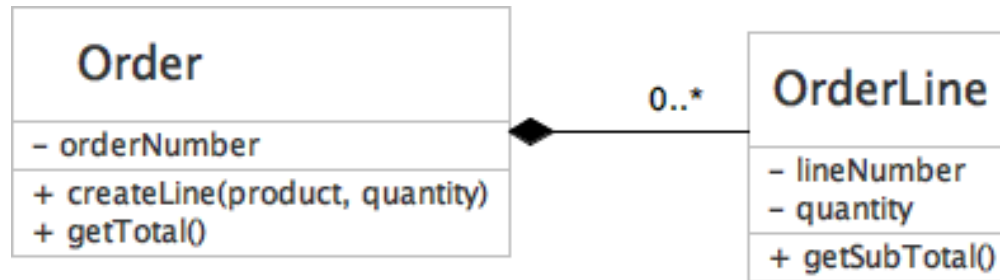 Order
– orderNumber
+ createLine(product, quantity)
+ getTotal()
0..*
OrderLine
– lineNumber
– quantity
+ getSubTotal()